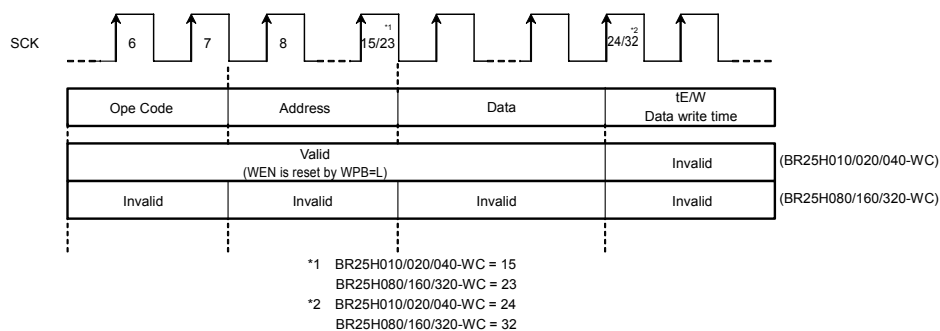 SCK
6
7
8
*1
15/23
*2
24/32
Ope Code
Address
Data
tE/W
Data write time
Valid
(WEN is reset by WPB=L)
Invalid
(BR25H010/020/040-WC)
Invalid
Invalid
Invalid
Invalid
(BR25H080/160/320-WC)
*1 BR25H010/020/040-WC = 15
BR25H080/160/320-WC = 23
*2 BR25H010/020/040-WC = 24
BR25H080/160/320-WC = 32